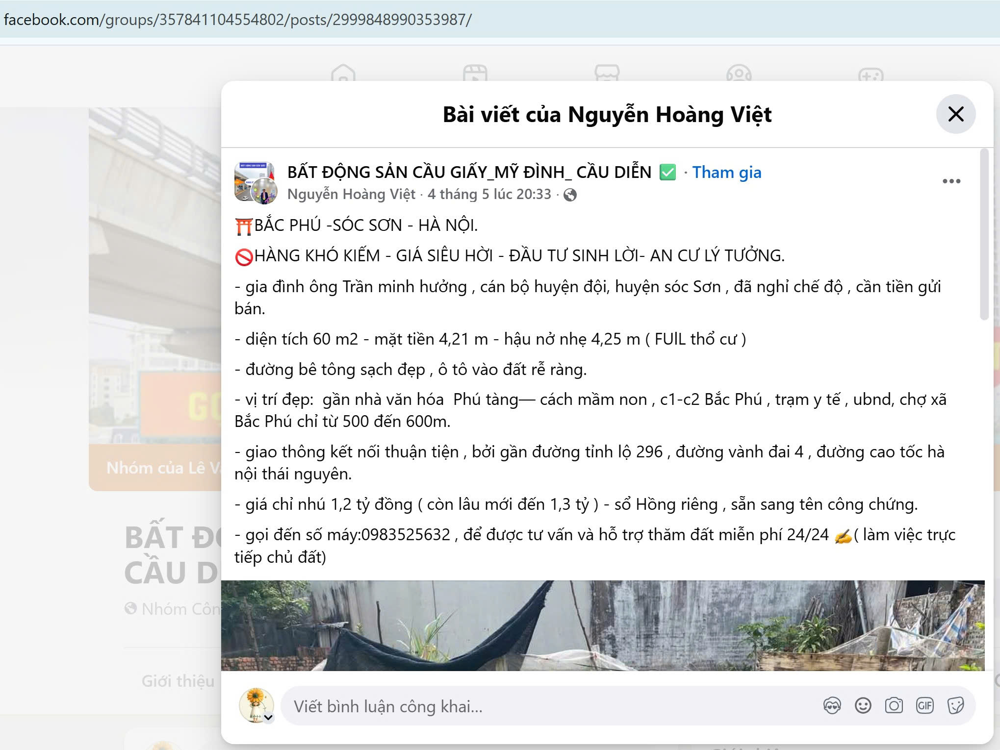 facebook.com/groups/357841104554802/posts/2999848990353987/
Bài viết của Nguyễn Hoàng Việt
BẤT ĐỘNG SẢN CẦU GIẤY_MỸ ĐÌNH_ CẦU DIỄN ✅ · Tham gia
Nguyễn Hoàng Việt · 4 tháng 5 lúc 20:33 ·
⛩️BẮC PHÚ -SÓC SƠN - HÀ NỘI.
🚫HÀNG KHÓ KIẾM - GIÁ SIÊU HỜI - ĐẦU TƯ SINH LỜI- AN CƯ LÝ TƯỞNG.
- gia đình ông Trần minh hưởng , cán bộ huyện đội, huyện sóc Sơn , đã nghỉ chế độ , cần tiền gửi
bán.
- diện tích 60 m2 - mặt tiền 4,21 m - hậu nở nhẹ 4,25 m ( FUlL thổ cư )
- đường bê tông sạch đẹp , ô tô vào đất rễ ràng.
- vị trí đẹp:  gần nhà văn hóa  Phú tàng— cách mầm non , c1-c2 Bắc Phú , trạm y tế , ubnd, chợ xã
Bắc Phú chỉ từ 500 đến 600m.
- giao thông kết nối thuận tiện , bởi gần đường tỉnh lộ 296 , đường vành đai 4 , đường cao tốc hà
nội thái nguyên.
- giá chỉ nhú 1,2 tỷ đồng ( còn lâu mới đến 1,3 tỷ ) - sổ Hồng riêng , sẵn sang tên công chứng.
- gọi đến số máy:0983525632 , để được tư vấn và hỗ trợ thăm đất miễn phí 24/24 ✍️( làm việc trực
tiếp chủ đất)
Nhóm của Lê
BẤT
CẦU
Nhóm
Giới thiệu
Viết bình luận công khai...
GIF